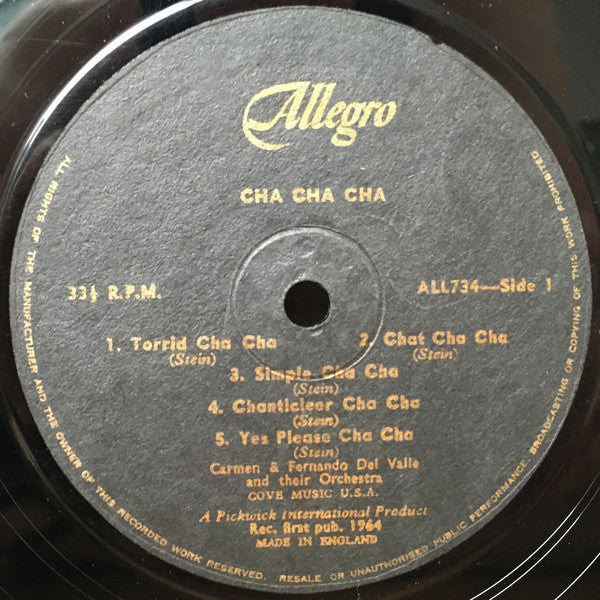 Allegro
CHA CHA CHA
33⅓ R.P.M.
ALL734—Side 1
1. Torrid Cha Cha
(Stein)
2. Chat Cha Cha
(Stein)
3. Simple Cha Cha
(Stein)
4. Chanticleer Cha Cha
(Stein)
5. Yes Please Cha Cha
(Stein)
Carmen & Fernando Del Valle
and their Orchestra
COVE MUSIC U.S.A.
A Pickwick International Product
Rec. first pub. 1964
MADE IN ENGLAND
ALL RIGHTS OF THE MANUFACTURER AND THE OWNER OF THIS RECORDED WORK RESERVED. RESALE OR UNAUTHORISED PUBLIC PERFORMANCE, BROADCASTING OR COPYING OF THIS WORK PROHIBITED